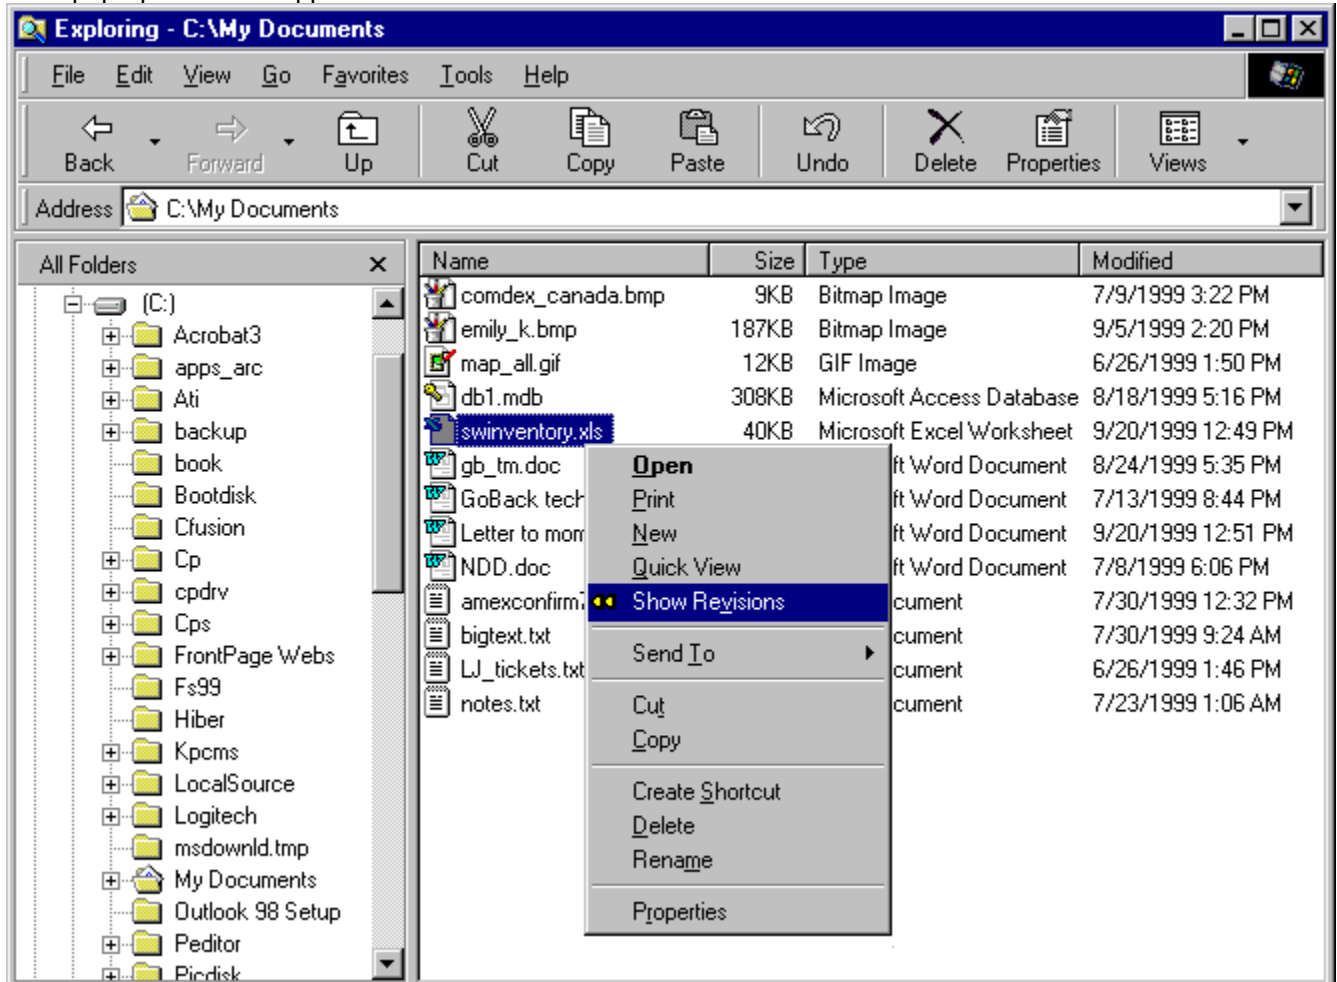 Exploring - C:\My Documents
File Edit View Go Favorites Tools Help
Back Forward Up Cut Copy Paste Undo Delete Properties Views
Address C:\My Documents
All Folders
(C:)
Acrobat3
apps_arc
Ati
backup
book
Bootdisk
Cfusion
Cp
cpdrv
Cps
FrontPage Webs
Fs99
Hiber
Kpcms
LocalSource
Logitech
msdownld.tmp
My Documents
Outlook 98 Setup
Peditor
Picdisk
Name Size Type Modified
comdex_canada.bmp 9KB Bitmap Image 7/9/1999 3:22 PM
emily_k.bmp 187KB Bitmap Image 9/5/1999 2:20 PM
map_all.gif 12KB GIF Image 6/26/1999 1:50 PM
db1.mdb 308KB Microsoft Access Database 8/18/1999 5:16 PM
swinventory.xls 40KB Microsoft Excel Worksheet 9/20/1999 12:49 PM
gb_tm.doc ft Word Document 8/24/1999 5:35 PM
GoBack tech ft Word Document 7/13/1999 8:44 PM
Letter to mom ft Word Document 9/20/1999 12:51 PM
NDD.doc ft Word Document 7/8/1999 6:06 PM
amexconfirm7 cument 7/30/1999 12:32 PM
bigtext.txt cument 7/30/1999 9:24 AM
LJ_tickets.txt cument 6/26/1999 1:46 PM
notes.txt cument 7/23/1999 1:06 AM
Open
Print
New
Quick View
Show Revisions
Send To
Cut
Copy
Create Shortcut
Delete
Rename
Properties